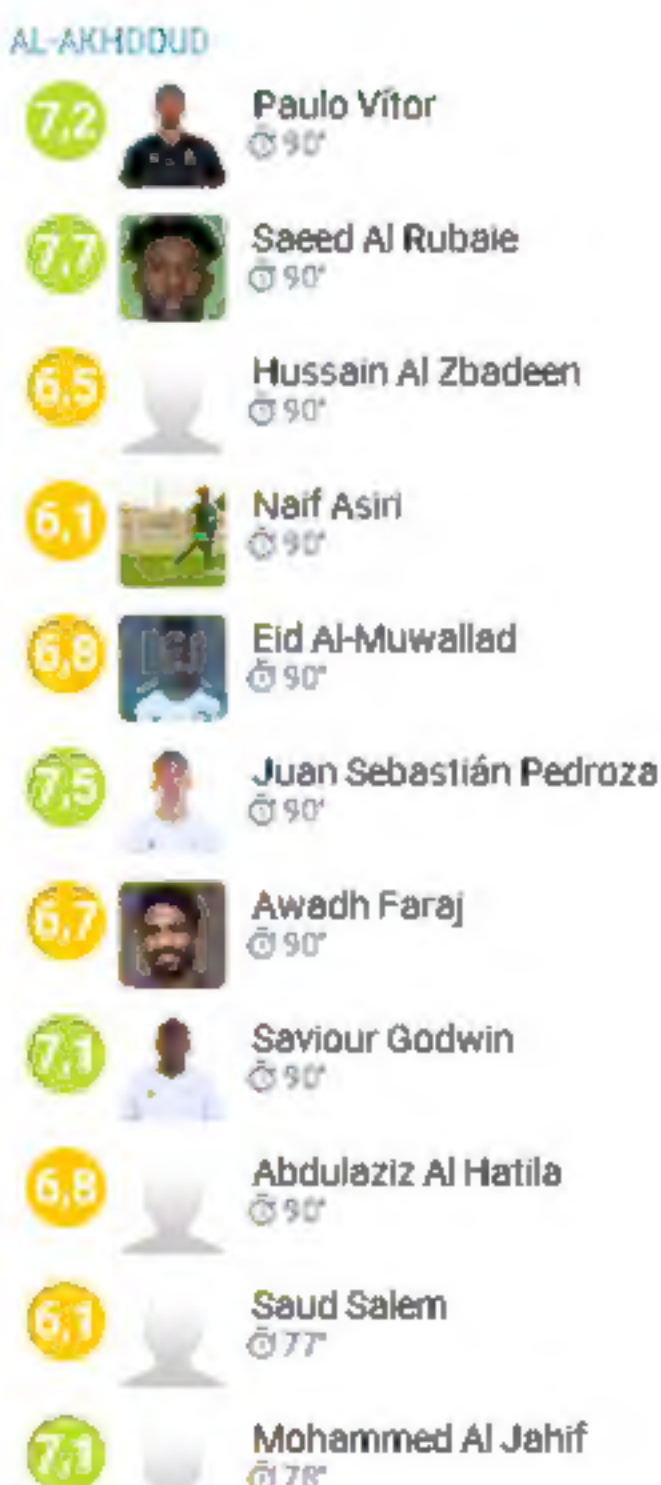 AL-AKHDOUD
7,2 Paulo Vítor
90'
7,7 Saeed Al Rubaie
90'
6,5 Hussain Al Zbadeen
90'
6,1 Naif Asiri
90'
6,8 Eid Al-Muwallad
90'
7,5 Juan Sebastián Pedroza
90'
6,7 Awadh Faraj
90'
7,1 Saviour Godwin
90'
6,8 Abdulaziz Al Hatila
90'
6,1 Saud Salem
77'
7,1 Mohammed Al Jahif
78'